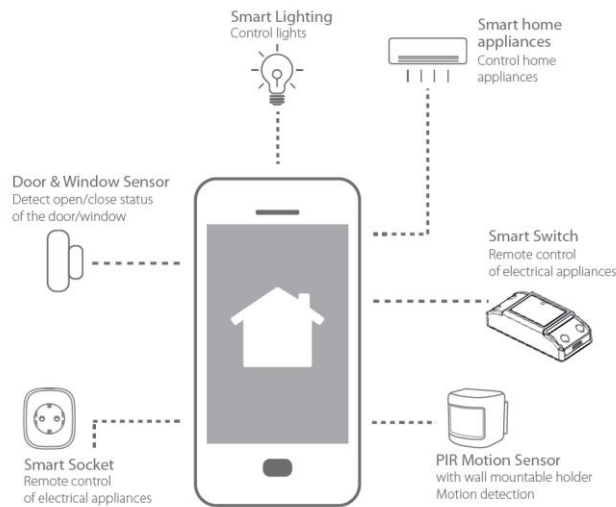 Smart Lighting
Control lights
Smart home
appliances
Control home
appliances
Door & Window Sensor
Detect open/close status
of the door/window
Smart Switch
Remote control
of electrical appliances
Smart Socket
Remote control
of electrical appliances
PIR Motion Sensor
with wall mountable holder
Motion detection